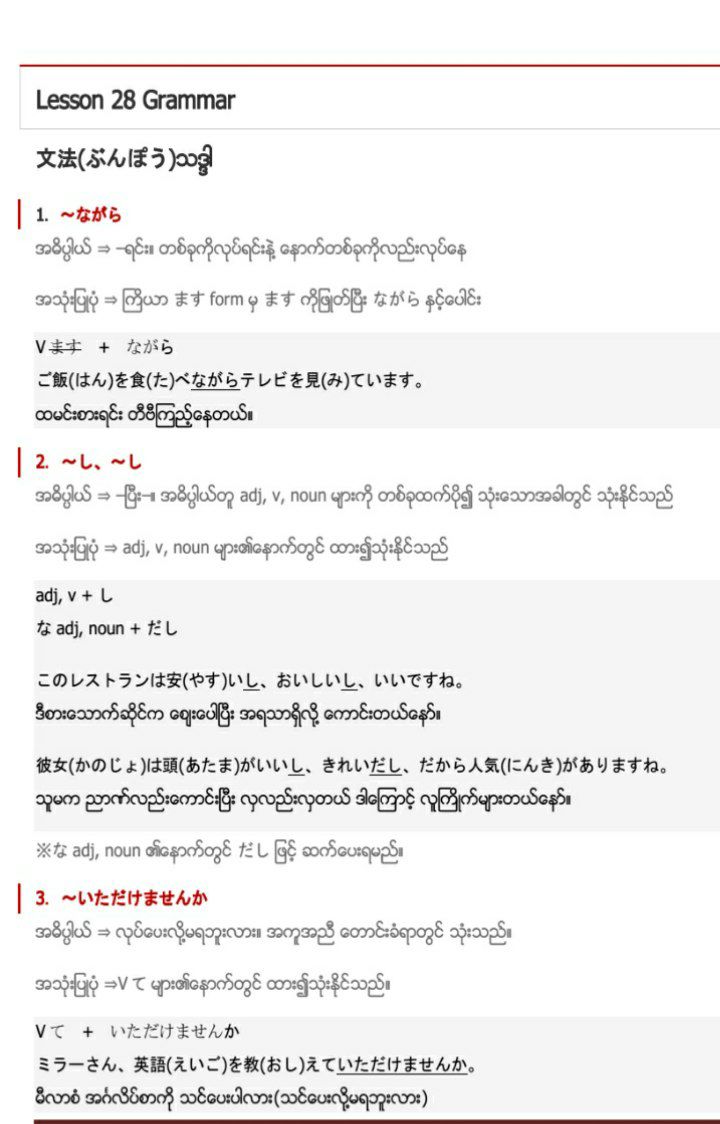 Lesson 28 Grammar
文法(ぶんぽう)သဒ္ဒါ
1. ～ながら
အဓိပ္ပါယ် ⇒ –ရင်း။ တစ်ခုကိုလုပ်ရင်းနဲ့ နောက်တစ်ခုကိုလည်းလုပ်နေ
အသုံးပြုပုံ ⇒ ကြိယာ ます form မှ ます ကိုဖြုတ်ပြီး ながら နှင့်ပေါင်း
V ます + ながら
ご飯(はん)を食(た)べながらテレビを見(み)ています。
ထမင်းစားရင်း တီဗီကြည့်နေတယ်။
2. ～し、～し
အဓိပ္ပါယ် ⇒ –ပြီး–။ အဓိပ္ပါယ်တူ adj, v, noun များကို တစ်ခုထက်ပို၍ သုံးသောအခါတွင် သုံးနိုင်သည်
အသုံးပြုပုံ ⇒ adj, v, noun များ၏နောက်တွင် ထား၍သုံးနိုင်သည်
adj, v + し
な adj, noun + だし
このレストランは安(やす)いし、おいしいし、いいですね。
ဒီစားသောက်ဆိုင်က ဈေးပေါပြီး အရသာရှိလို့ ကောင်းတယ်နော်။
彼女(かのじょ)は頭(あたま)がいいし、きれいだし、だから人気(にんき)がありますね。
သူမက ညာဏ်လည်းကောင်းပြီး လှလည်းလှတယ် ဒါကြောင့် လူကြိုက်များတယ်နော်။
※な adj, noun ၏နောက်တွင် だし ဖြင့် ဆက်ပေးရမည်။
3. ～いただけませんか
အဓိပ္ပါယ် ⇒ လုပ်ပေးလို့မရဘူးလား။ အကူအညီ တောင်းခံရာတွင် သုံးသည်။
အသုံးပြုပုံ ⇒V て များ၏နောက်တွင် ထား၍သုံးနိုင်သည်။
V て + いただけませんか
ミラーさん、英語(えいご)を教(おし)えていただけませんか。
မီလာစံ အင်္ဂလိပ်စာကို သင်ပေးပါလား(သင်ပေးလို့မရဘူးလား)